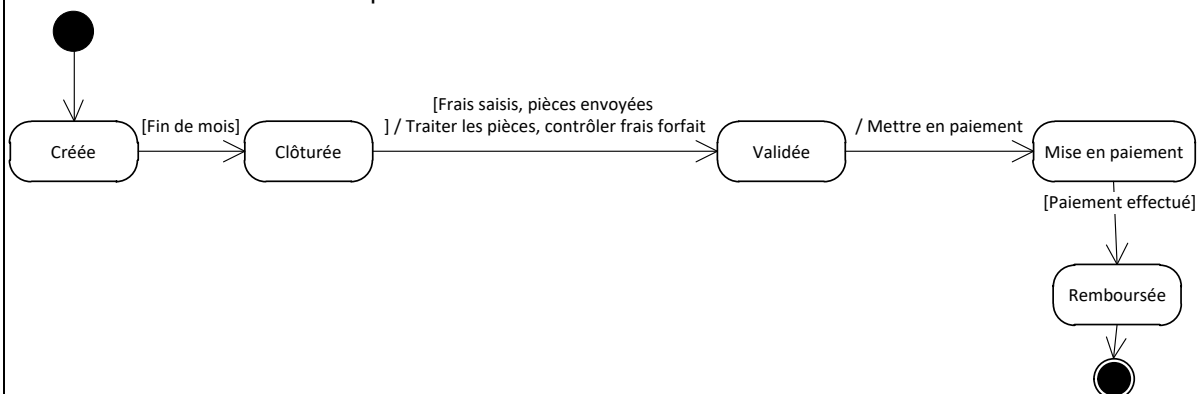 [Frais saisis, pièces envoyées
[Fin de mois]
] / Traiter les pièces, contrôler frais forfait
/ Mettre en paiement
Créée
Clôturée
Validée
Mise en paiement
[Paiement effectué]
Remboursée